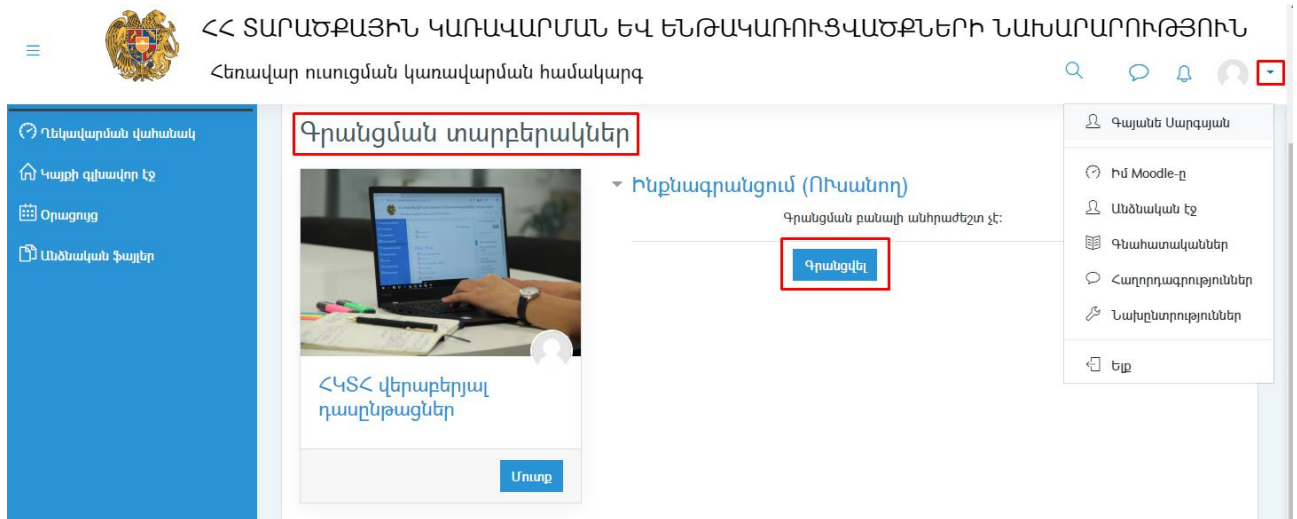 ՀՀ ՏԱՐԱԾՔԱՅԻՆ ԿԱՌԱՎԱՐՄԱՆ ԵՎ ԵՆԹԱԿԱՌՈՒՑՎԱԾՔՆԵՐԻ ՆԱԽԱՐԱՐՈՒԹՅՈՒՆ
Հեռավար ուսուցման կառավարման համակարգ
Ղեկավարման վահանակ
Կայքի գլխավոր էջ
Օրացույց
Անձնական ֆայլեր
Գրանցման տարբերակներ
ՀԿՏՀ վերաբերյալ
դասընթացներ
Մուտք
Ինքնագրանցում (ՈՒսանող)
Գրանցման բանալի անհրաժեշտ չէ:
Գրանցվել
Գայանե Սարգսյան
Իմ Moodle-ը
Անձնական էջ
Գնահատականներ
Հաղորդագրություններ
Նախընտրություններ
Ելք